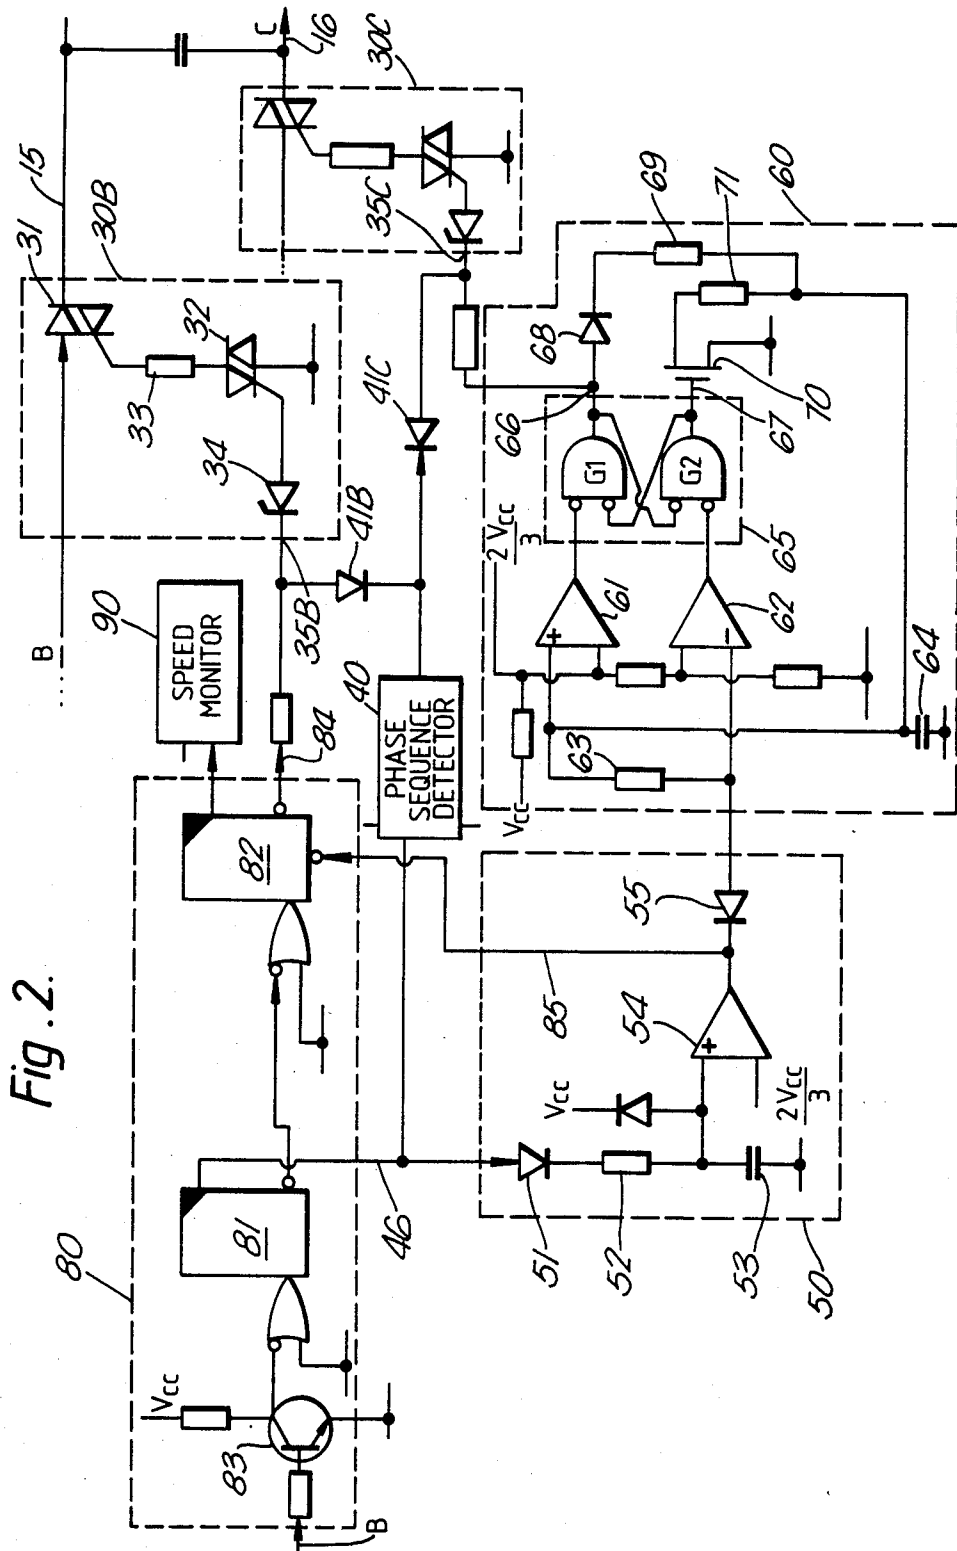 Fig. 2.
C
16
15
31
30B
30C
32
33
34
35C
41C
B
90
SPEED
MONITOR
35B
41B
84
40
PHASE
SEQUENCE
DETECTOR
80
82
81
Vcc
83
B
46
85
69
71
60
68
66
70
67
G1
G2
65
2Vcc
3
+
61
-
62
64
63
Vcc
55
54
+
Vcc
2Vcc
3
51
52
53
50